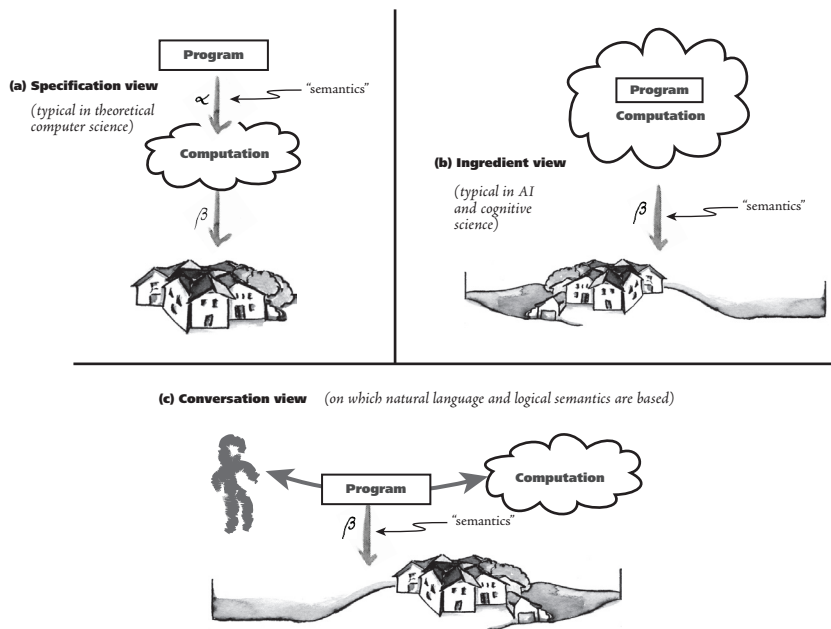 Program
(a) Specification view
(typical in theoretical
computer science)
α
"semantics"
Computation
β
Program
Computation
(b) Ingredient view
(typical in AI
and cognitive
science)
β
"semantics"
(c) Conversation view (on which natural language and logical semantics are based)
Program
Computation
β
"semantics"